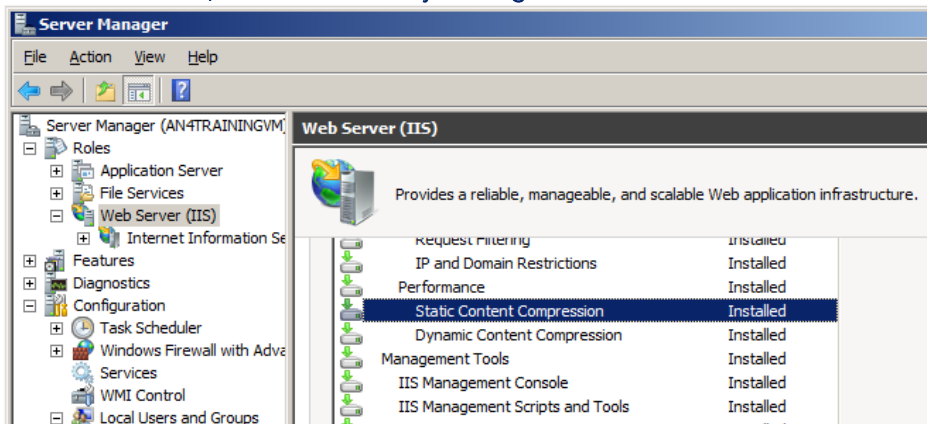 Server Manager
File Action View Help
Server Manager (AN4TRAININGVM)
Roles
Application Server
File Services
Web Server (IIS)
Internet Information Se
Features
Diagnostics
Configuration
Task Scheduler
Windows Firewall with Adva
Services
WMI Control
Local Users and Groups
Web Server (IIS)
Provides a reliable, manageable, and scalable Web application infrastructure.
Request Filtering Installed
IP and Domain Restrictions Installed
Performance Installed
Static Content Compression Installed
Dynamic Content Compression Installed
Management Tools Installed
IIS Management Console Installed
IIS Management Scripts and Tools Installed